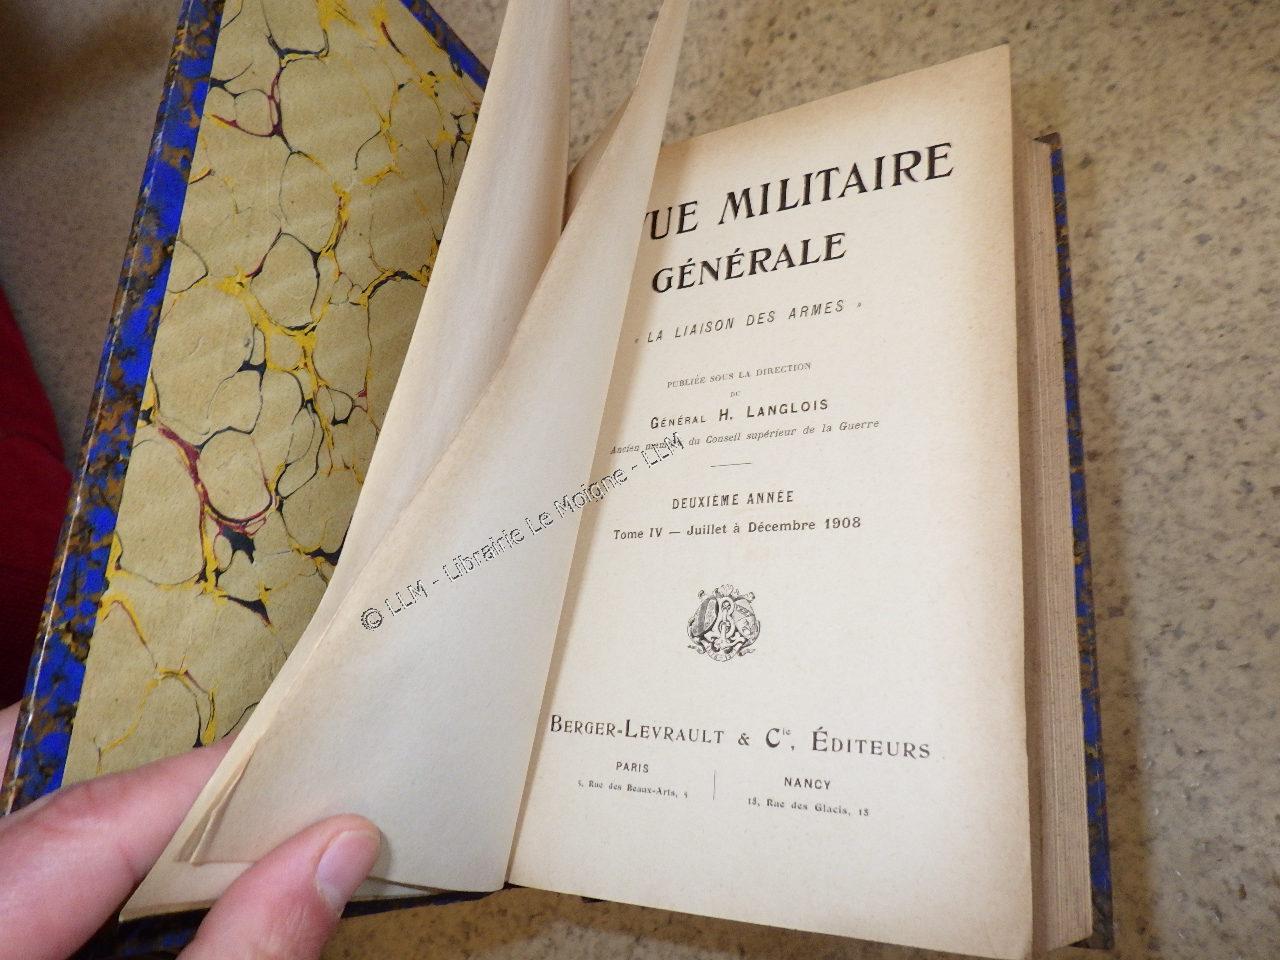 UE MILITAIRE
GÉNÉRALE
« LA LIAISON DES ARMES »
PUBLIÉE SOUS LA DIRECTION
DU
GÉNÉRAL H. LANGLOIS
Ancien membre du Conseil supérieur de la Guerre
DEUXIÈME ANNÉE
Tome IV — Juillet à Décembre 1908
© LLM - Librairie Le Moigne - LLM
BERGER-LEVRAULT & Cie, ÉDITEURS
PARIS
5, Rue des Beaux-Arts, 5
NANCY
18, Rue des Glacis, 18